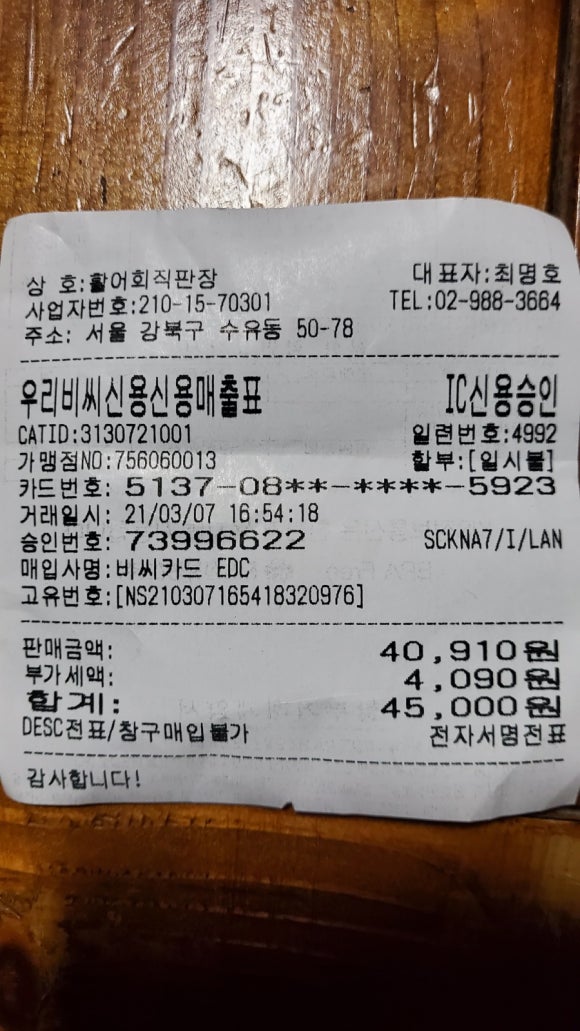 상 호:활어회직판장 대표자:최명호
사업자번호:210-15-70301 TEL:02-988-3664
주소: 서울 강북구 수유동 50-78
우리비씨신용신용매출표 IC신용승인
CATID:3130721001 일련번호:4992
가맹점NO:756060013 할부:[일시불]
카드번호: 5137-08**-****-5923
거래일시: 21/03/07 16:54:18
승인번호: 73996622 SCKNA7/I/LAN
매입사명:비씨카드 EDC
고유번호:[NS210307165418320976]
판매금액: 40,910원
부가세액: 4,090원
합계: 45,000원
DESC전표/창구매입불가 전자서명전표
감사합니다!